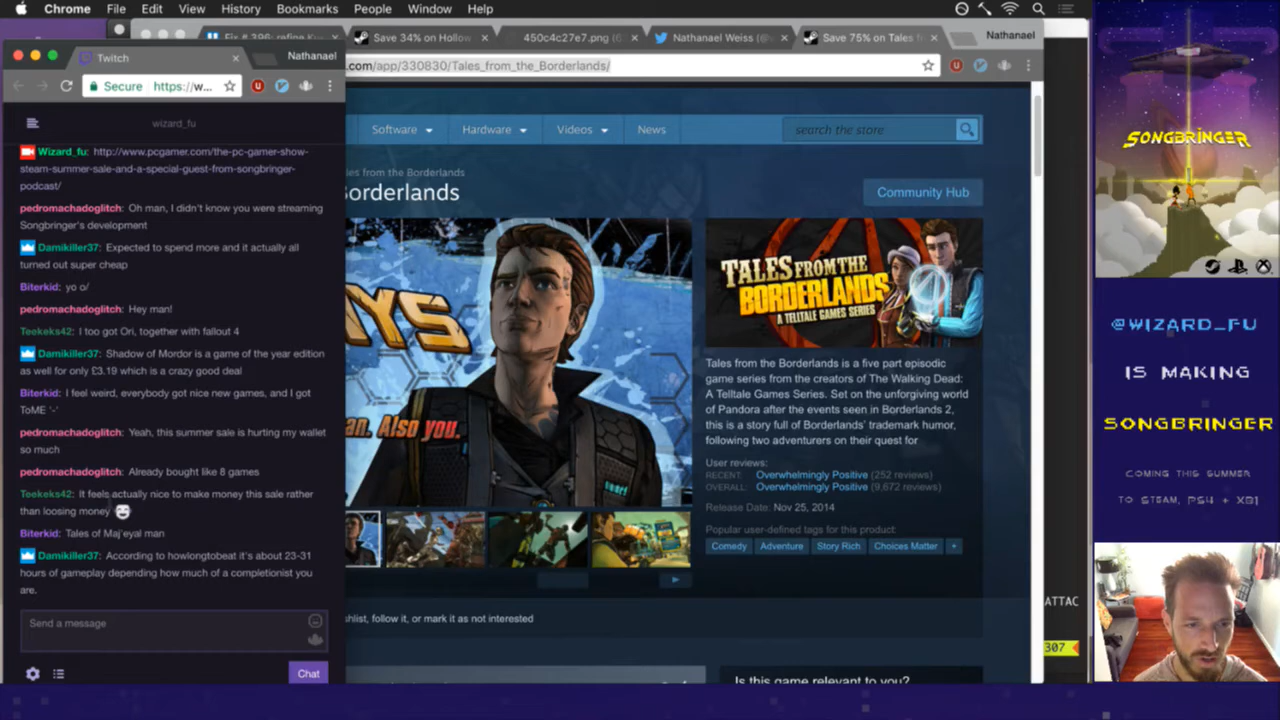 Chrome File Edit View History Bookmarks People Window Help
Save 34% on Hollow
450c4c27e7.png
Nathanael Weiss
Save 75% on Tales
Nathanael
Twitch
Nathanael
Secure https://w...
.com/app/330830/Tales_from_the_Borderlands/
wizard_fu
Wizard_fu: http://www.pcgamer.com/the-pc-gamer-show-
steam-summer-sale-and-a-special-guest-from-songbringer-
podcast/
pedromachadoglitch: Oh man, I didn't know you were streaming
Songbringer's development
Damikiller37: Expected to spend more and it actually all
turned out super cheap
Biterkid: yo o/
pedromachadoglitch: Hey man!
Teekeks42: I too got Ori, together with fallout 4
Damikiller37: Shadow of Mordor is a game of the year edition
as well for only £3.19 which is a crazy good deal
Biterkid: I feel weird, everybody got nice new games, and I got
ToME '-'
pedromachadoglitch: Yeah, this summer sale is hurting my wallet
so much
pedromachadoglitch: Already bought like 8 games
Teekeks42: It feels actually nice to make money this sale rather
than loosing money
Biterkid: Tales of Maj'eyal man
Damikiller37: According to howlongtobeat it's about 23-31
hours of gameplay depending how much of a completionist you
are.
Send a message
Chat
Software Hardware Videos News
search the store
es from the Borderlands
Borderlands
Community Hub
an. Also you.
TALES FROM THE
BORDERLANDS
A TELLTALE GAMES SERIES
Tales from the Borderlands is a five part episodic
game series from the creators of The Walking Dead:
A Telltale Games Series. Set on the unforgiving world
of Pandora after the events seen in Borderlands 2,
this is a story full of Borderlands' trademark humor,
following two adventurers on their quest for
User reviews:
RECENT: Overwhelmingly Positive (252 reviews)
OVERALL: Overwhelmingly Positive (9,672 reviews)
Release Date: Nov 25, 2014
Popular user-defined tags for this product:
Comedy Adventure Story Rich Choices Matter +
hlist, follow it, or mark it as not interested
Is this game relevant to you?
ATTAC
307
SONGBRINGER
@WIZARD_FU
IS MAKING
SONGBRINGER
COMING THIS SUMMER
TO STEAM, PS4 + XB1